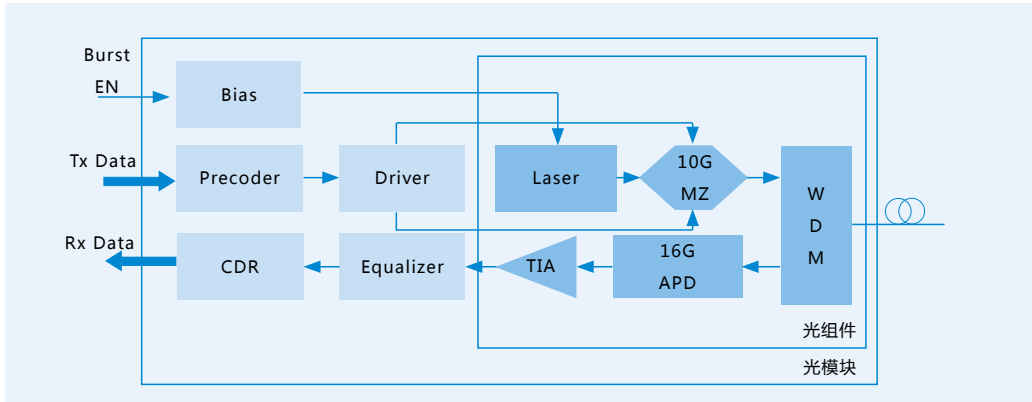 Burst
EN
Bias
Tx Data
Precoder
Driver
Laser
10G
MZ
W
D
M
Rx Data
CDR
Equalizer
TIA
16G
APD
光组件
光模块